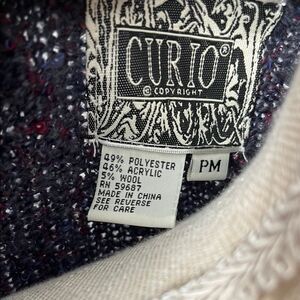 CURIO®
© COPYRIGHT
49% POLYESTER
46% ACRYLIC
5% WOOL
RN 59687
MADE IN CHINA
SEE REVERSE
FOR CARE
PM